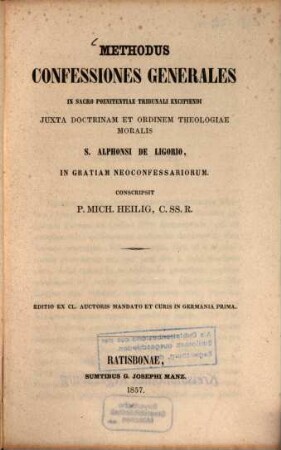 METHODUS
CONFESSIONES GENERALES
IN SACRO POENITENTIAE TRIBUNALI EXCIPIENDI
JUXTA DOCTRINAM ET ORDINEM THEOLOGIAE
MORALIS
S. ALPHONSI DE LIGORIO,
IN GRATIAM NEOCONFESSARIORUM.
CONSCRIPSIT
P. MICH. HEILIG, C. SS. R.
EDITIO EX CL. AUCTORIS MANDATO ET CURIS IN GERMANIA PRIMA.
RATISBONAE,
SUMTIBUS G. JOSEPHI MANZ.
1857.